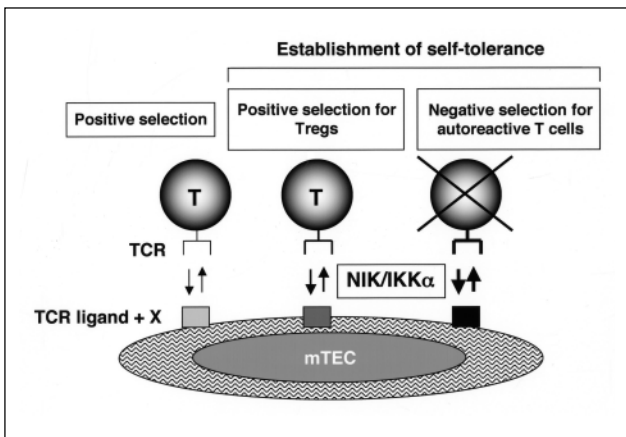 Establishment of self-tolerance
Positive selection
Positive selection for
Tregs
Negative selection for
autoreactive T cells
T
T
TCR
NIK/IKKα
TCR ligand + X
mTEC